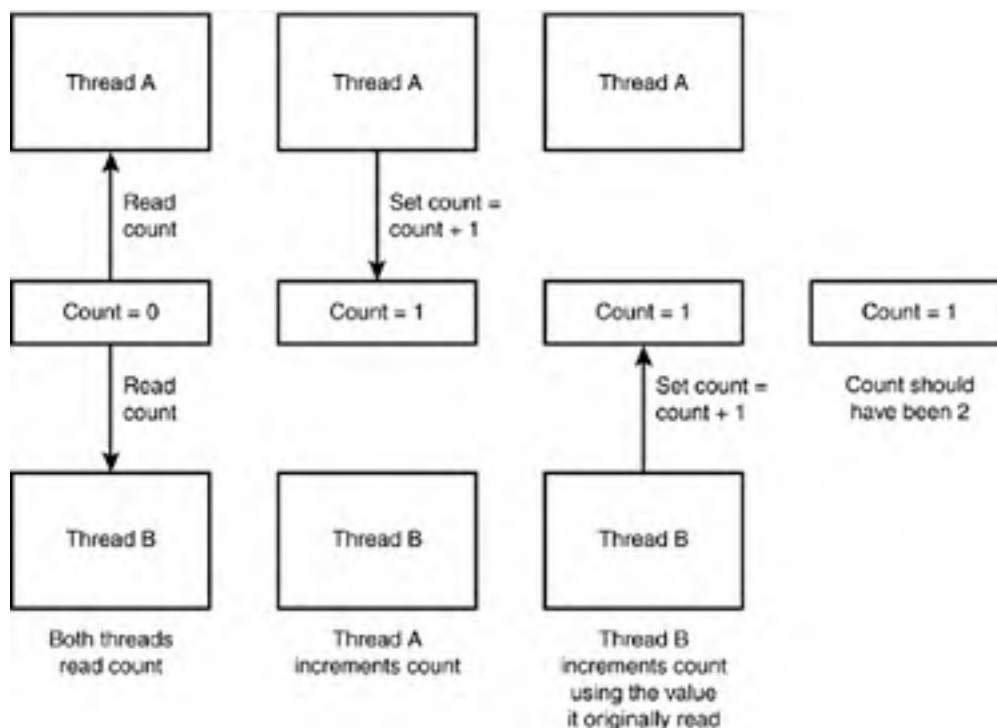 Thread A
Thread A
Thread A
Read
count
Set count =
count + 1
Count = 0
Count = 1
Count = 1
Count = 1
Read
count
Set count =
count + 1
Count should
have been 2
Thread B
Thread B
Thread B
Both threads
read count
Thread A
increments count
Thread B
increments count
using the value
it originally read